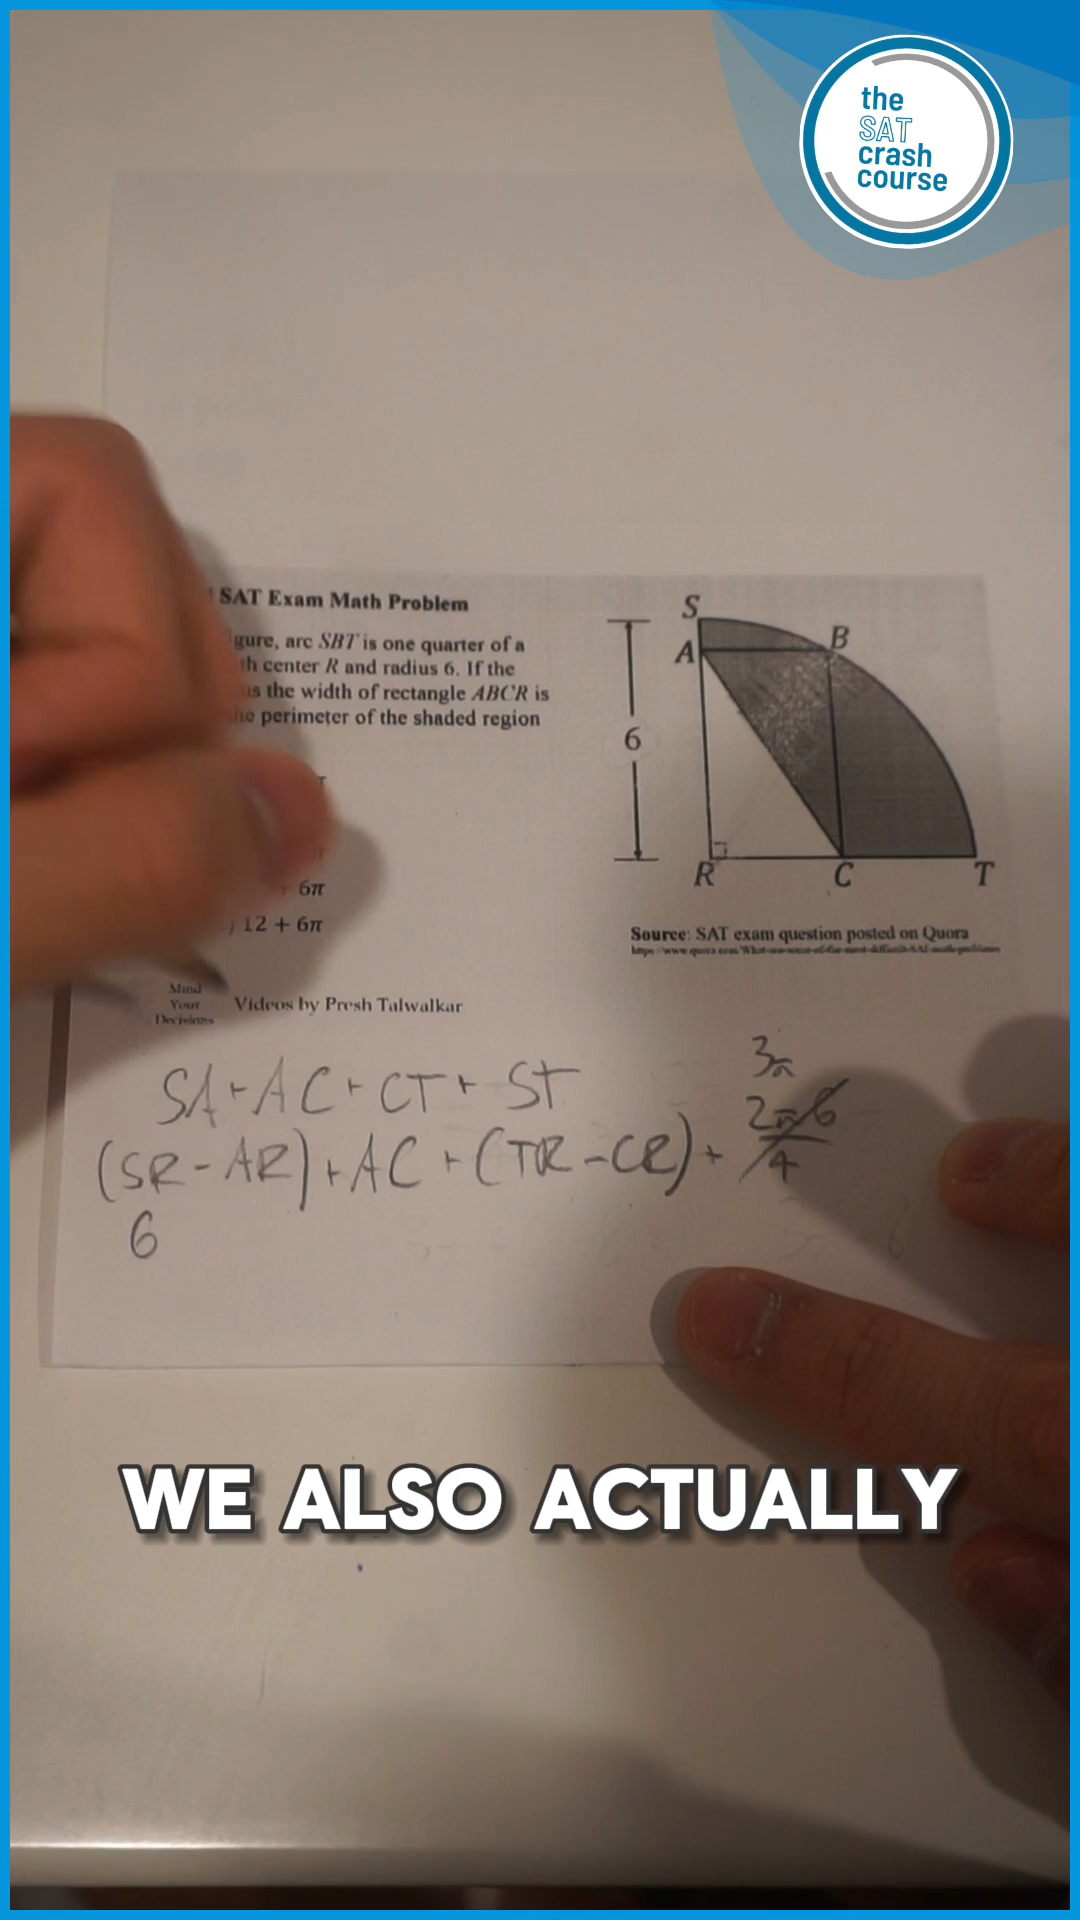 the
SAT
crash
course
SAT Exam Math Problem
gure, arc SBT is one quarter of a
th center R and radius 6. If the
the width of rectangle ABCR is
perimeter of the shaded region
6π
12 + 6π
S
A
B
6
R
C
T
Source: SAT exam question posted on Quora
Mind
Your
Decisions
Videos by Presh Talwalkar
SA+AC+CT+ST
3π
2π6
4
(SR-AR)+AC+(TR-CR)+
6
WE ALSO ACTUALLY